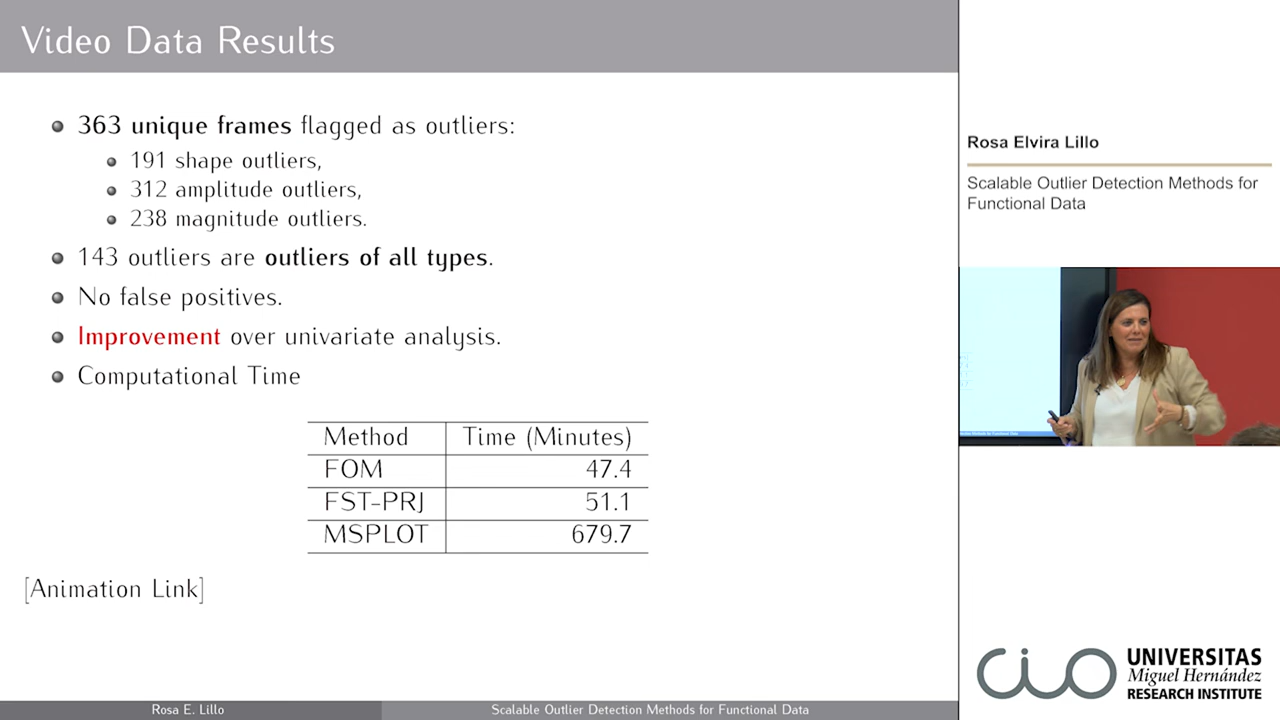 Video Data Results
363 unique frames flagged as outliers:
191 shape outliers,
312 amplitude outliers,
238 magnitude outliers.
143 outliers are outliers of all types.
No false positives.
Improvement over univariate analysis.
Computational Time
Method Time (Minutes)
FOM 47.4
FST-PRJ 51.1
MSPLOT 679.7
[Animation Link]
Rosa E. Lillo Scalable Outlier Detection Methods for Functional Data
Rosa Elvira Lillo
Scalable Outlier Detection Methods for
Functional Data
cio UNIVERSITAS
Miguel Hernández
RESEARCH INSTITUTE